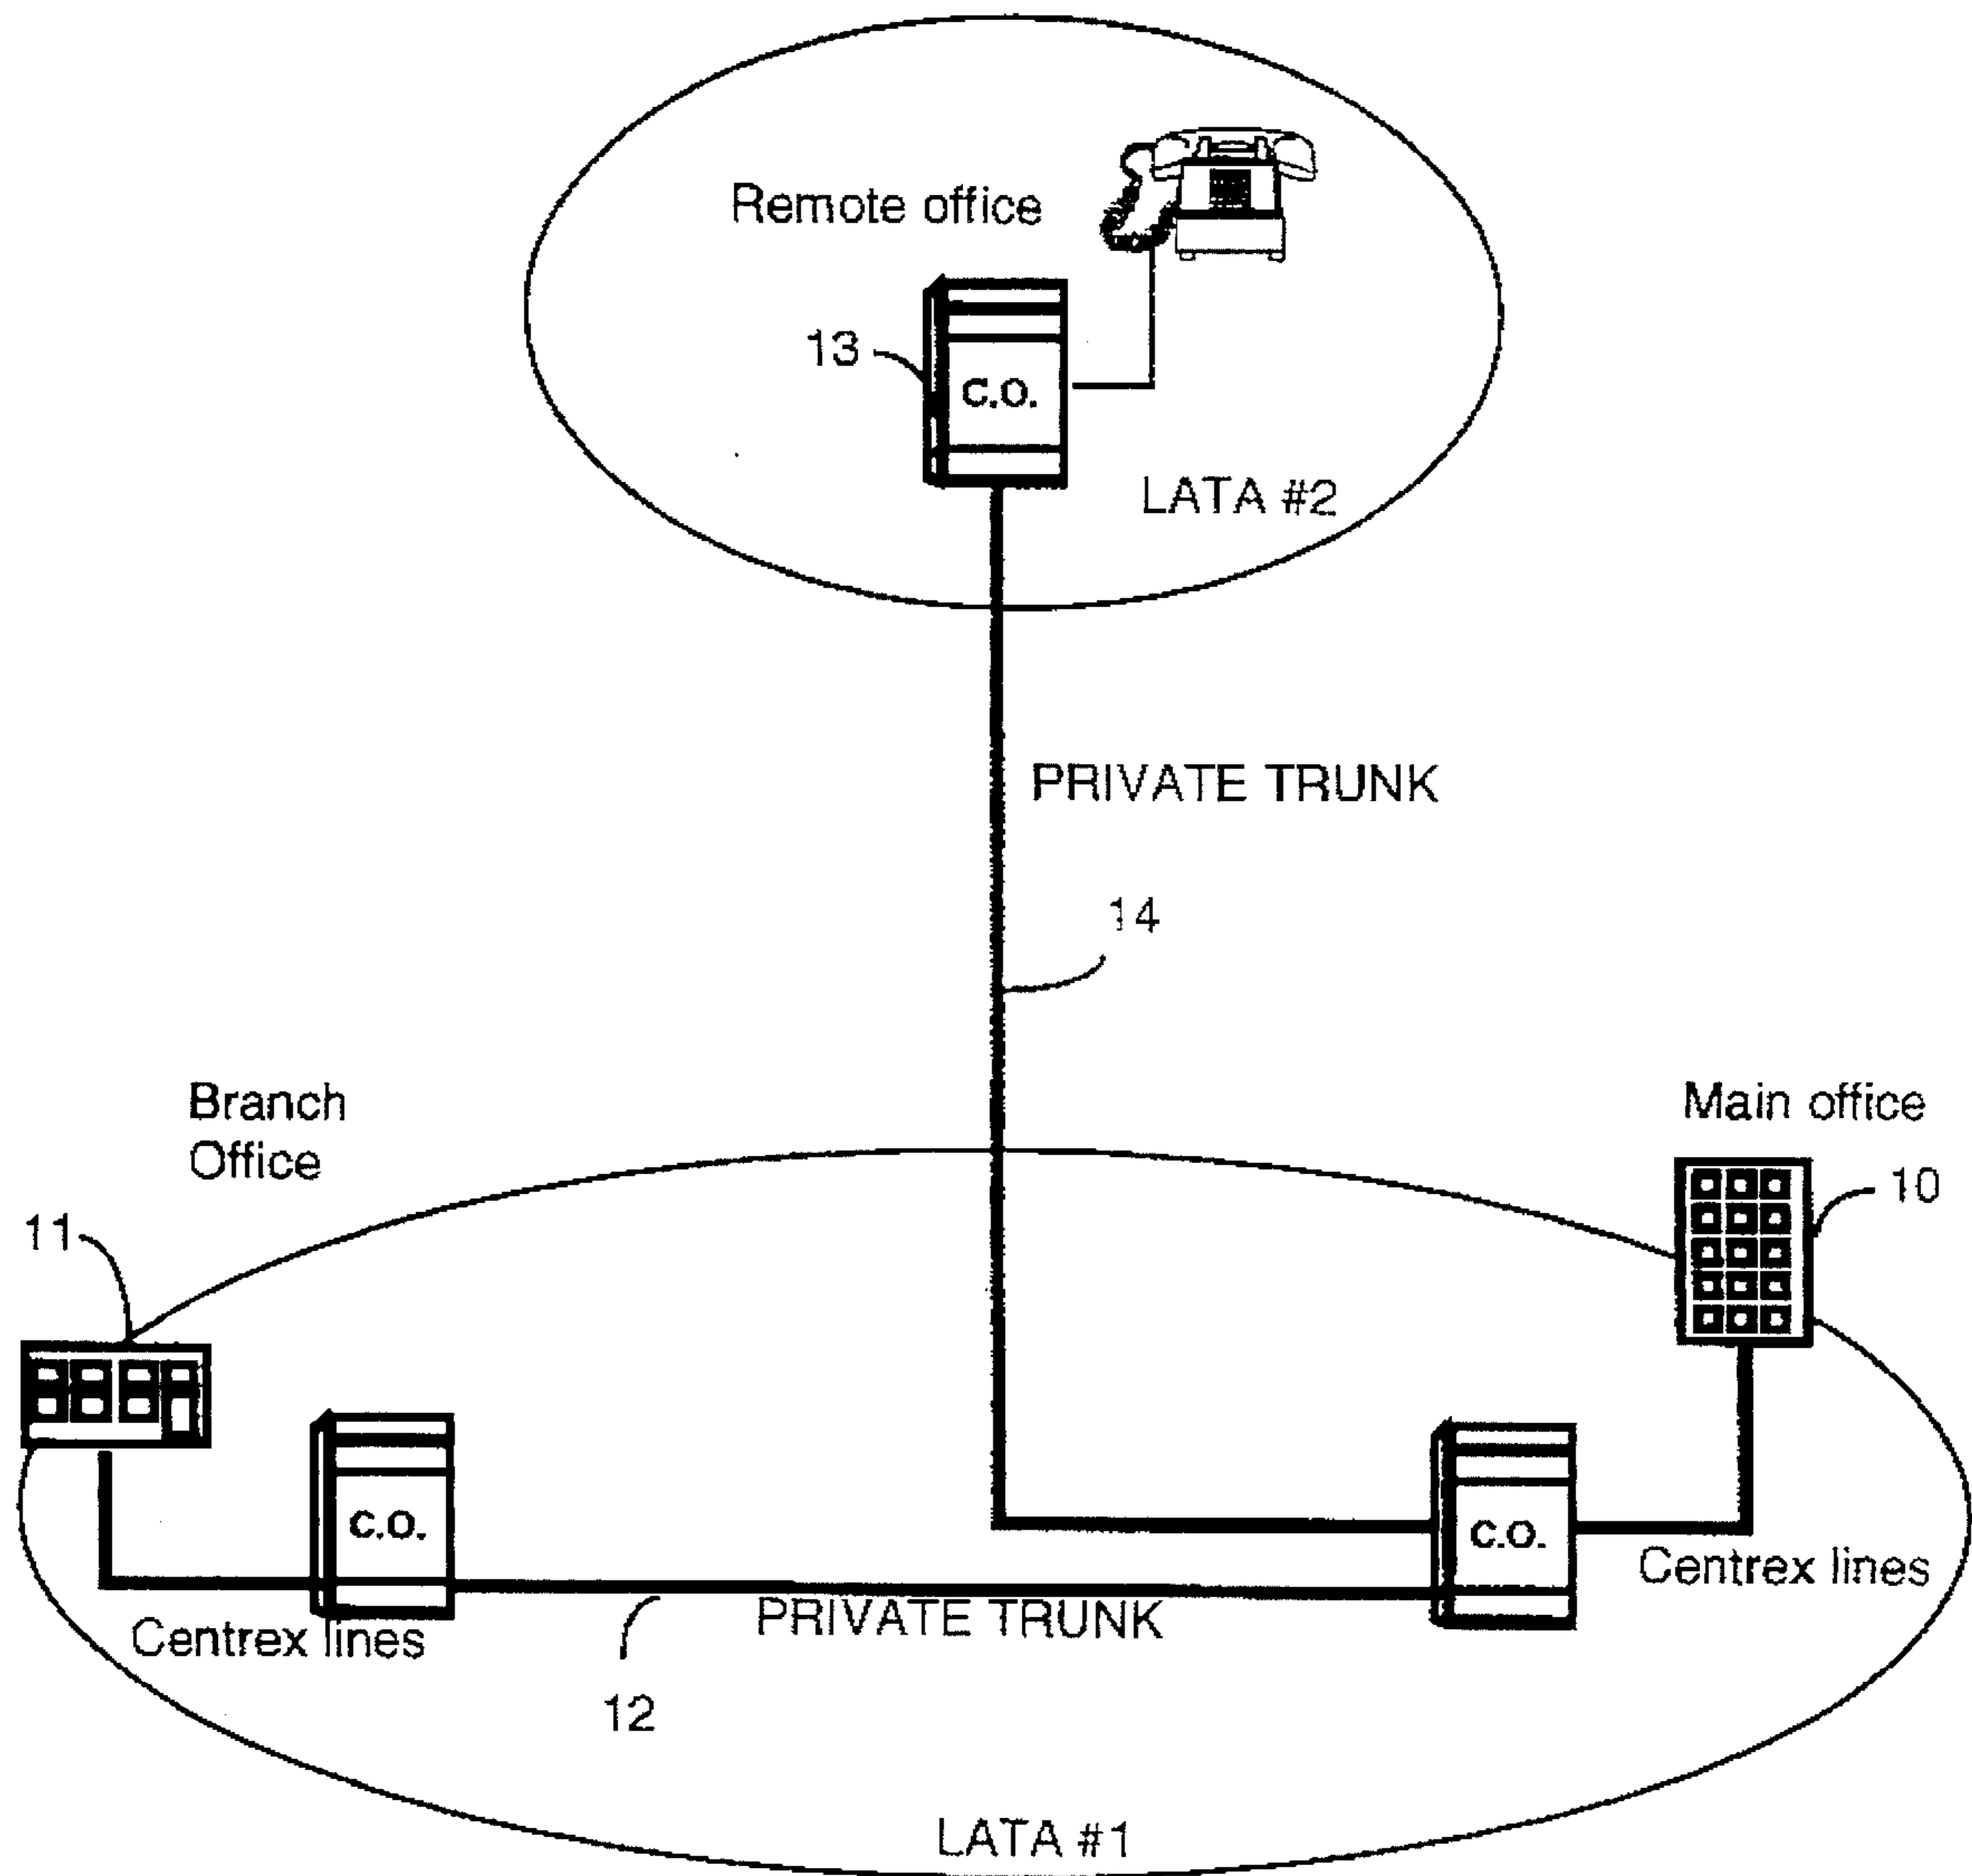 Remote office
13
C.O.
LATA #2
PRIVATE TRUNK
14
Branch
Office
Main office
11
10
C.O.
C.O.
Centrex lines
Centrex lines
PRIVATE TRUNK
12
LATA #1